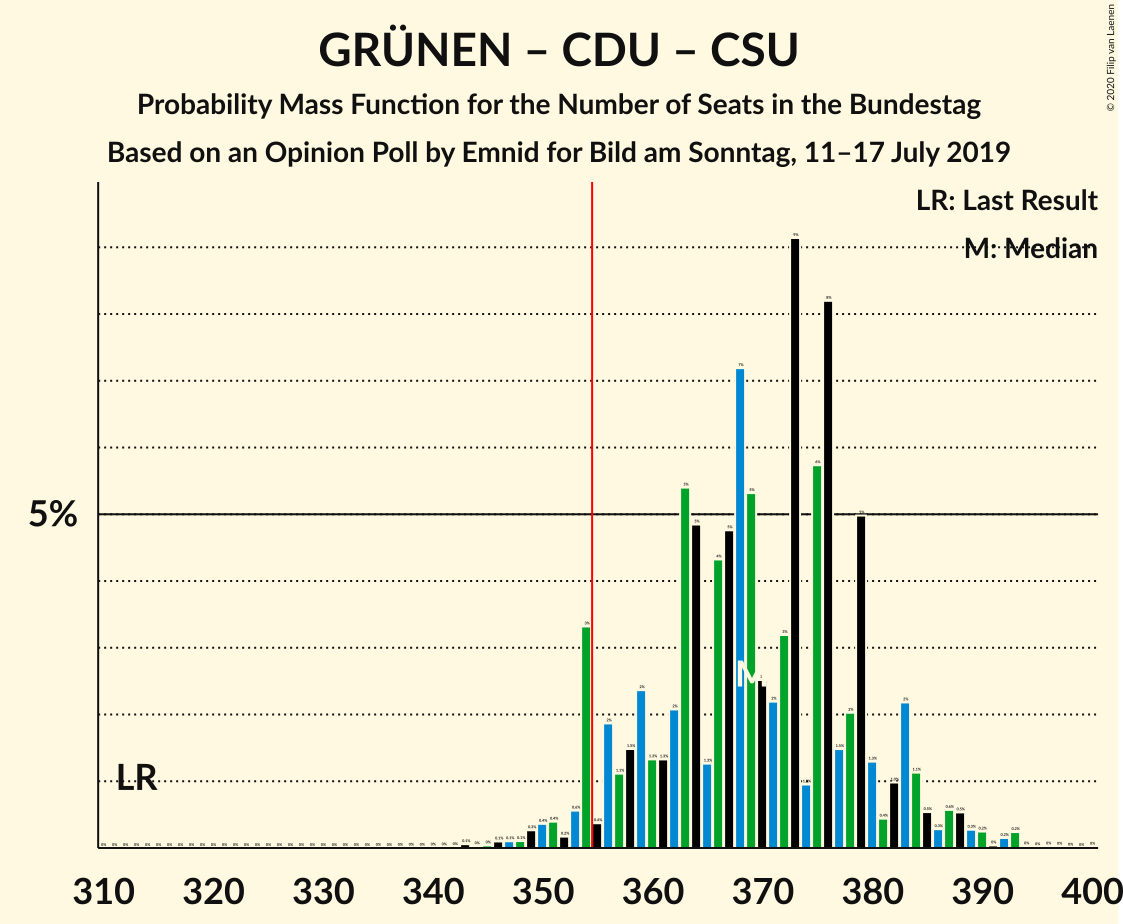 GRÜNEN – CDU – CSU
Probability Mass Function for the Number of Seats in the Bundestag
Based on an Opinion Poll by Emnid for Bild am Sonntag, 11–17 July 2019
© 2020 Filip van Laenen
LR: Last Result
M: Median
5%
M
LR
310 320 330 340 350 360 370 380 390 400